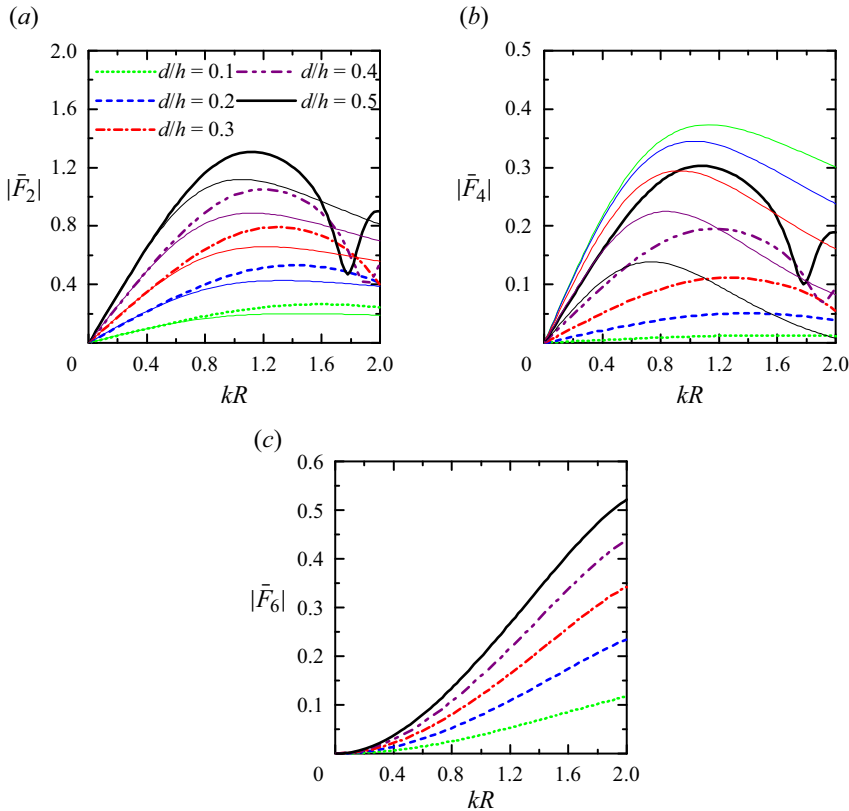 (a)
(b)
2.0
1.6
1.2
|F̄₂|
0.8
0.4
0
0.4
0.8
1.2
1.6
2.0
kR
d/h = 0.1
d/h = 0.4
d/h = 0.2
d/h = 0.5
d/h = 0.3
0.5
0.4
0.3
|F̄₄|
0.2
0.1
0
0.4
0.8
1.2
1.6
2.0
kR
(c)
0.6
0.5
0.4
|F̄₆|
0.3
0.2
0.1
0
0.4
0.8
1.2
1.6
2.0
kR